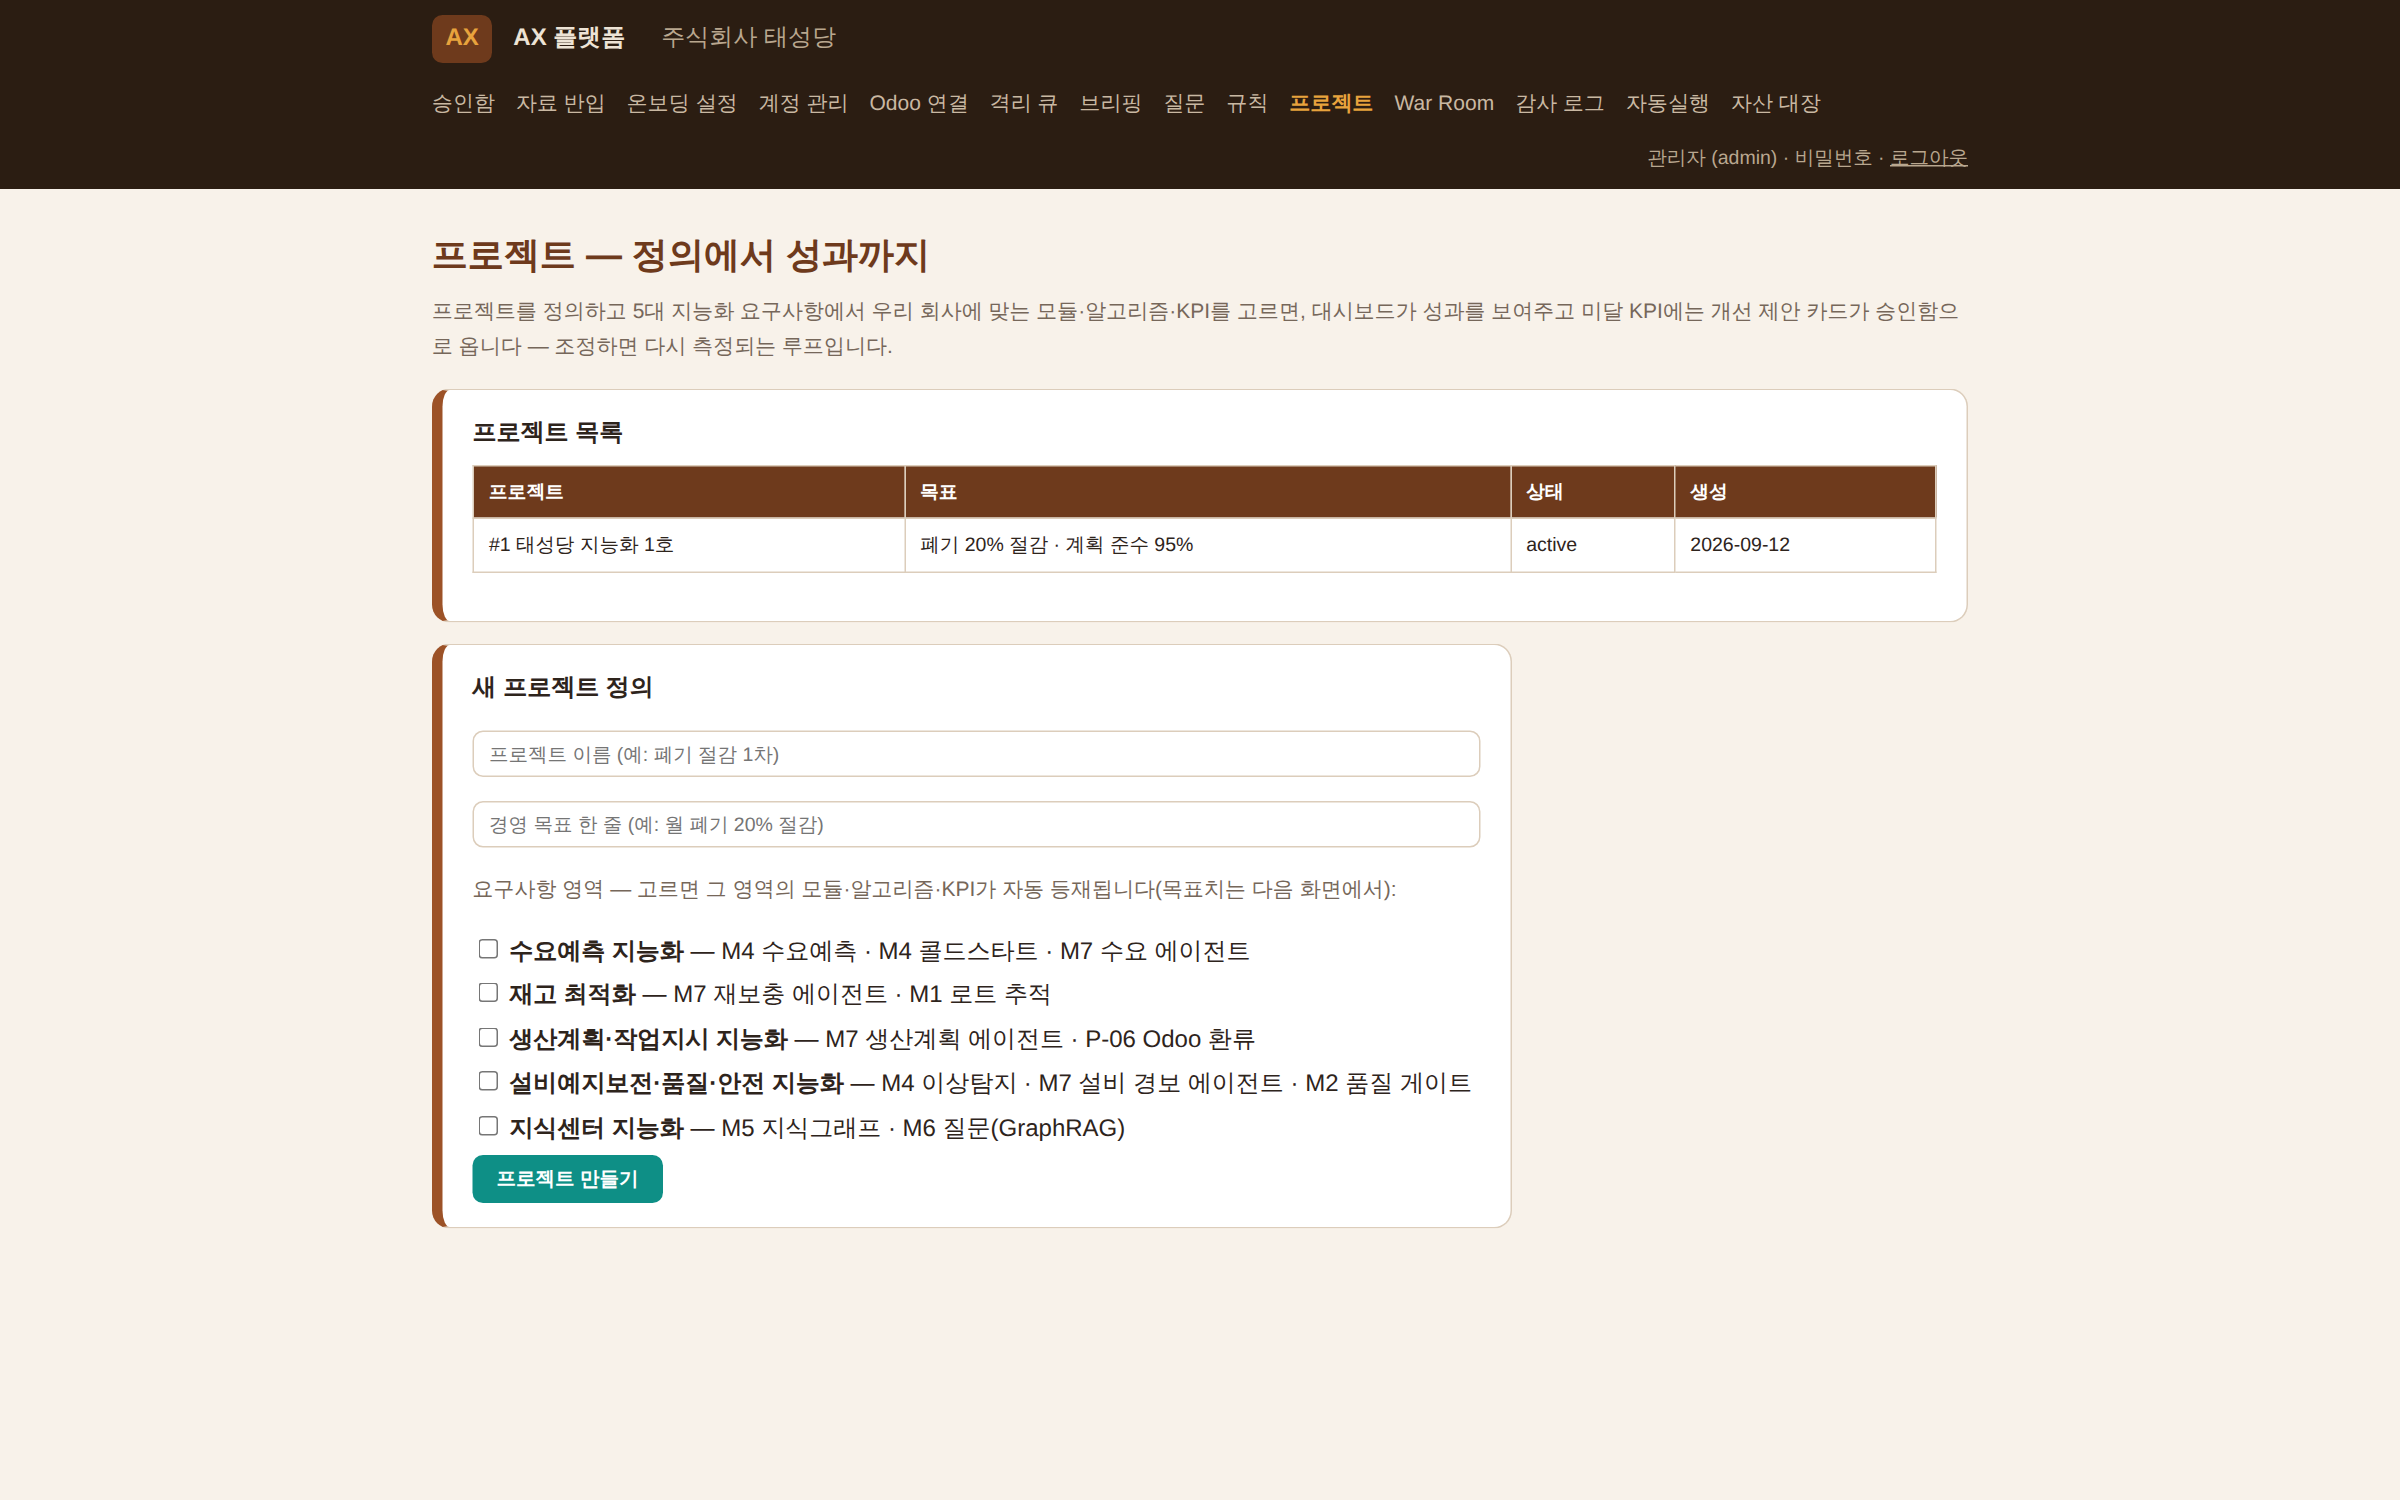 AX AX 플랫폼 주식회사 태성당
승인함 자료 반입 온보딩 설정 계정 관리 Odoo 연결 격리 큐 브리핑 질문 규칙 프로젝트 War Room 감사 로그 자동실행 자산 대장
관리자 (admin) · 비밀번호 · 로그아웃
프로젝트 — 정의에서 성과까지
프로젝트를 정의하고 5대 지능화 요구사항에서 우리 회사에 맞는 모듈·알고리즘·KPI를 고르면, 대시보드가 성과를 보여주고 미달 KPI에는 개선 제안 카드가 승인함으
로 옵니다 — 조정하면 다시 측정되는 루프입니다.
프로젝트 목록
프로젝트 목표 상태 생성
#1 태성당 지능화 1호 폐기 20% 절감 · 계획 준수 95% active 2026-09-12
새 프로젝트 정의
프로젝트 이름 (예: 폐기 절감 1차)
경영 목표 한 줄 (예: 월 폐기 20% 절감)
요구사항 영역 — 고르면 그 영역의 모듈·알고리즘·KPI가 자동 등재됩니다(목표치는 다음 화면에서):
수요예측 지능화 — M4 수요예측 · M4 콜드스타트 · M7 수요 에이전트
재고 최적화 — M7 재보충 에이전트 · M1 로트 추적
생산계획·작업지시 지능화 — M7 생산계획 에이전트 · P-06 Odoo 환류
설비예지보전·품질·안전 지능화 — M4 이상탐지 · M7 설비 경보 에이전트 · M2 품질 게이트
지식센터 지능화 — M5 지식그래프 · M6 질문(GraphRAG)
프로젝트 만들기